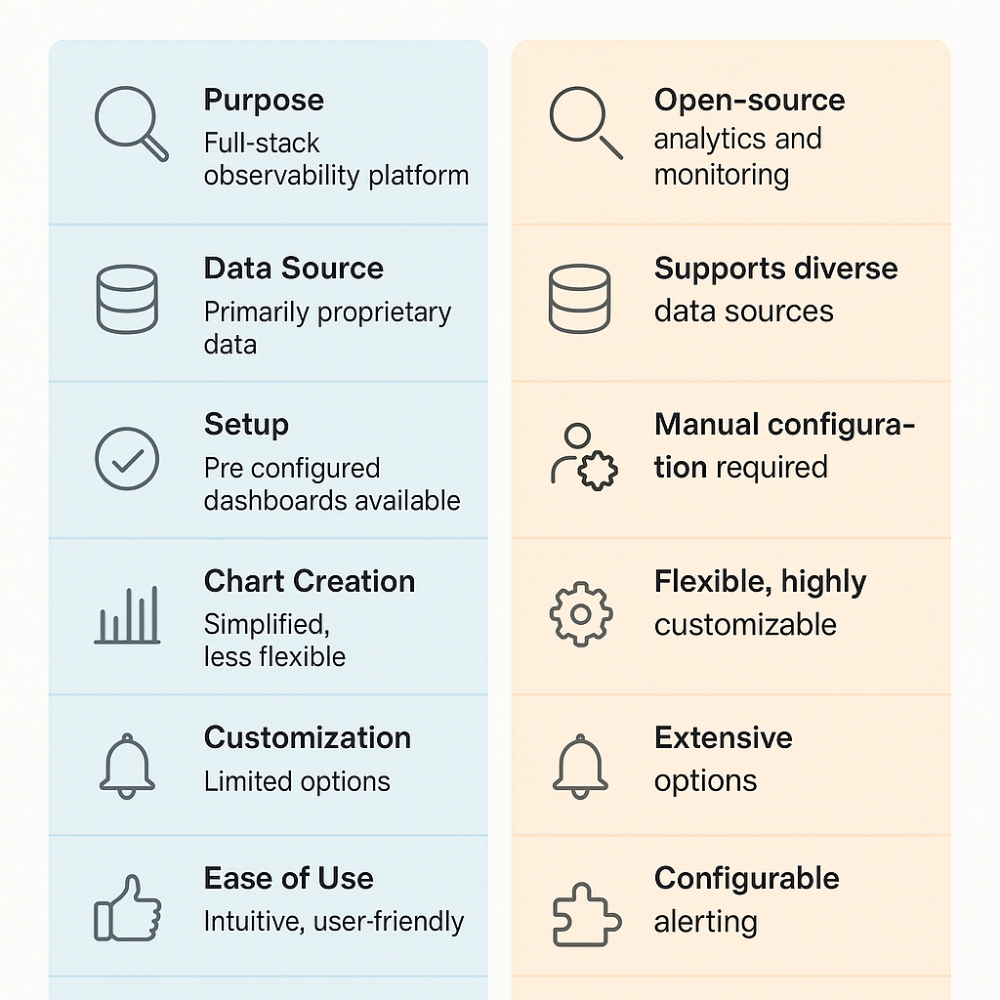 Purpose
Full-stack
observability platform
Data Source
Primarily proprietary
data
Setup
Pre configured
dashboards available
Chart Creation
Simplified,
less flexible
Customization
Limited options
Ease of Use
Intuitive, user-friendly
Open-source
analytics and
monitoring
Supports diverse
data sources
Manual configura-
tion required
Flexible, highly
customizable
Extensive
options
Configurable
alerting